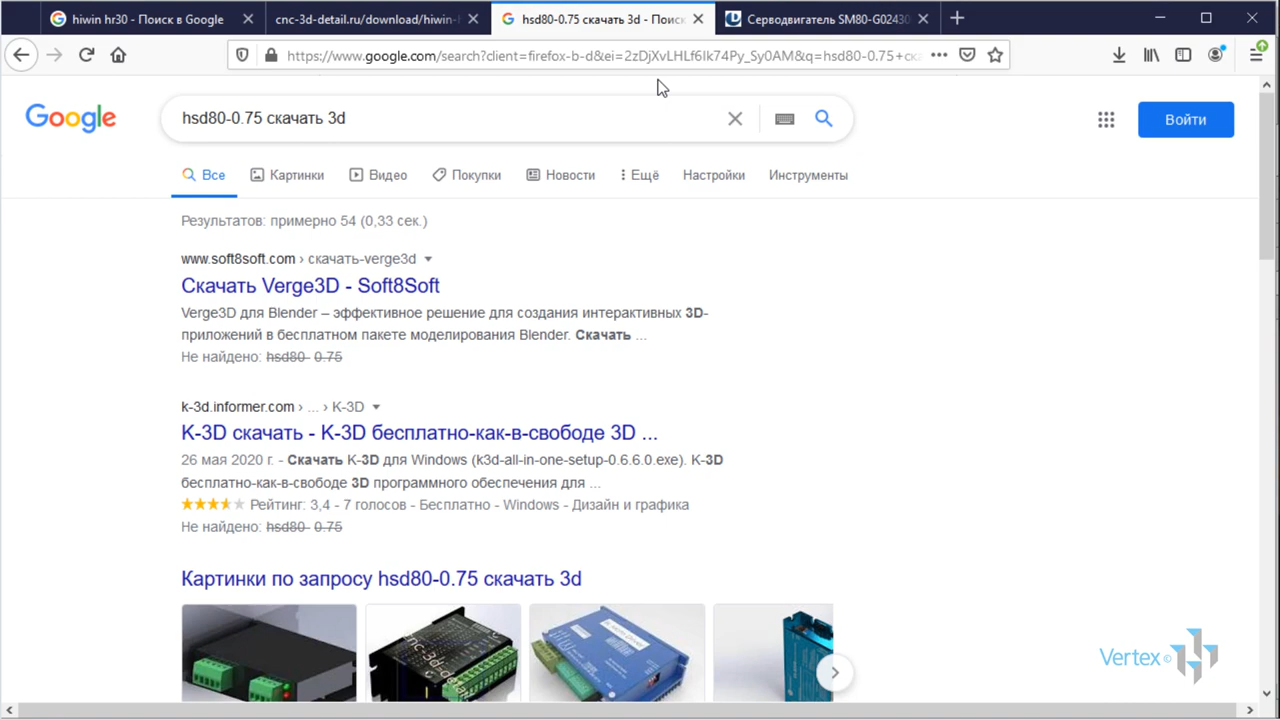 hiwin hr30 - Поиск в Google
cnc-3d-detail.ru/download/hiwin-
hsd80-0.75 скачать 3d - Поиск
Серводвигатель SM80-G02430
https://www.google.com/search?client=firefox-b-d&ei=2zDjXvLHLf6Ik74Py_Sy0AM&q=hsd80-0.75+ска
Google
hsd80-0.75 скачать 3d
Войти
Все
Картинки
Видео
Покупки
Новости
Ещё
Настройки
Инструменты
Результатов: примерно 54 (0,33 сек.)
www.soft8soft.com › скачать-verge3d
Скачать Verge3D - Soft8Soft
Verge3D для Blender – эффективное решение для создания интерактивных 3D-
приложений в бесплатном пакете моделирования Blender. Скачать ...
Не найдено: hsd80- 0.75
k-3d.informer.com › ... › K-3D
K-3D скачать - K-3D бесплатно-как-в-свободе 3D ...
26 мая 2020 г. - Скачать K-3D для Windows (k3d-all-in-one-setup-0.6.6.0.exe). K-3D
бесплатно-как-в-свободе 3D программного обеспечения для ...
Рейтинг: 3,4 - 7 голосов - Бесплатно - Windows - Дизайн и графика
Не найдено: hsd80- 0.75
Картинки по запросу hsd80-0.75 скачать 3d
Vertex ©